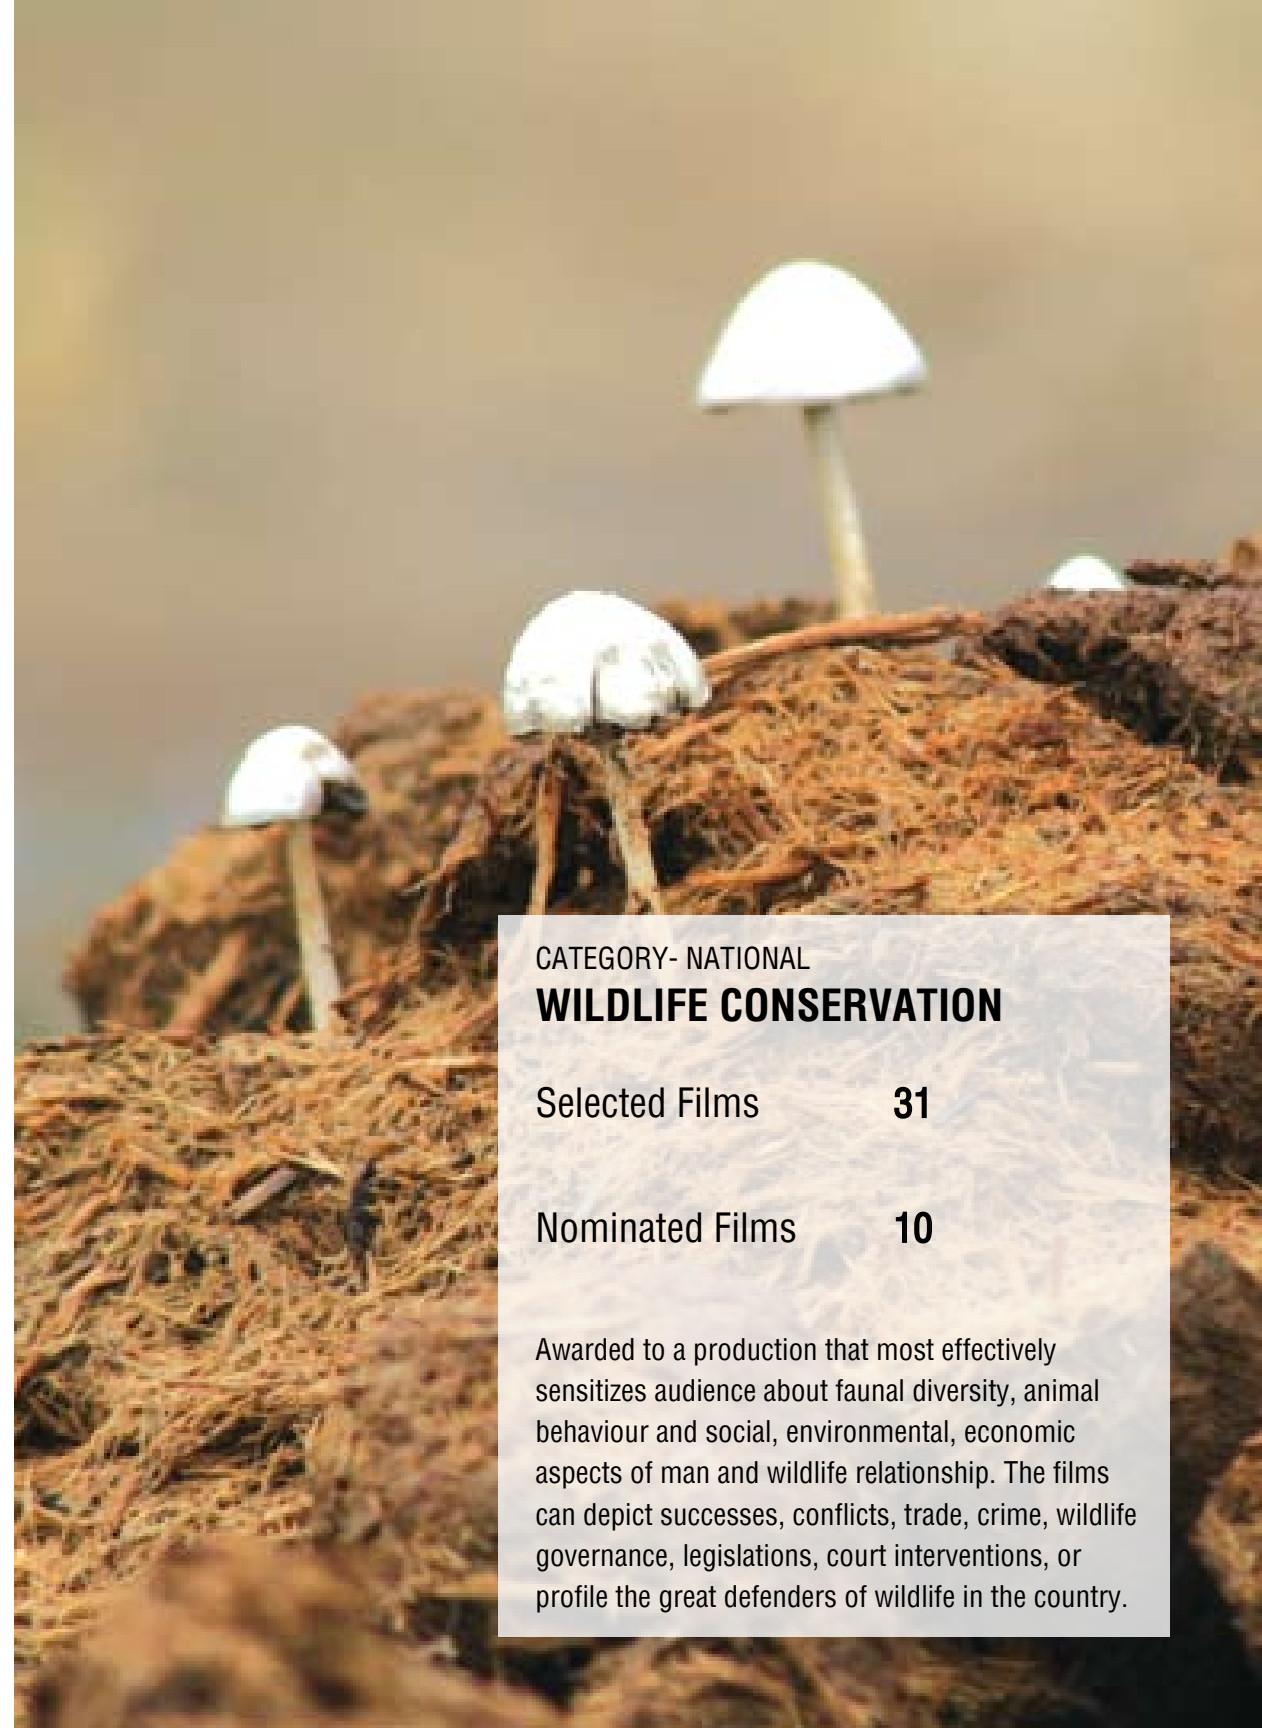 CATEGORY- NATIONAL
WILDLIFE CONSERVATION
Selected Films 31
Nominated Films 10
Awarded to a production that most effectively
sensitizes audience about faunal diversity, animal
behaviour and social, environmental, economic
aspects of man and wildlife relationship. The films
can depict successes, conflicts, trade, crime, wildlife
governance, legislations, court interventions, or
profile the great defenders of wildlife in the country.